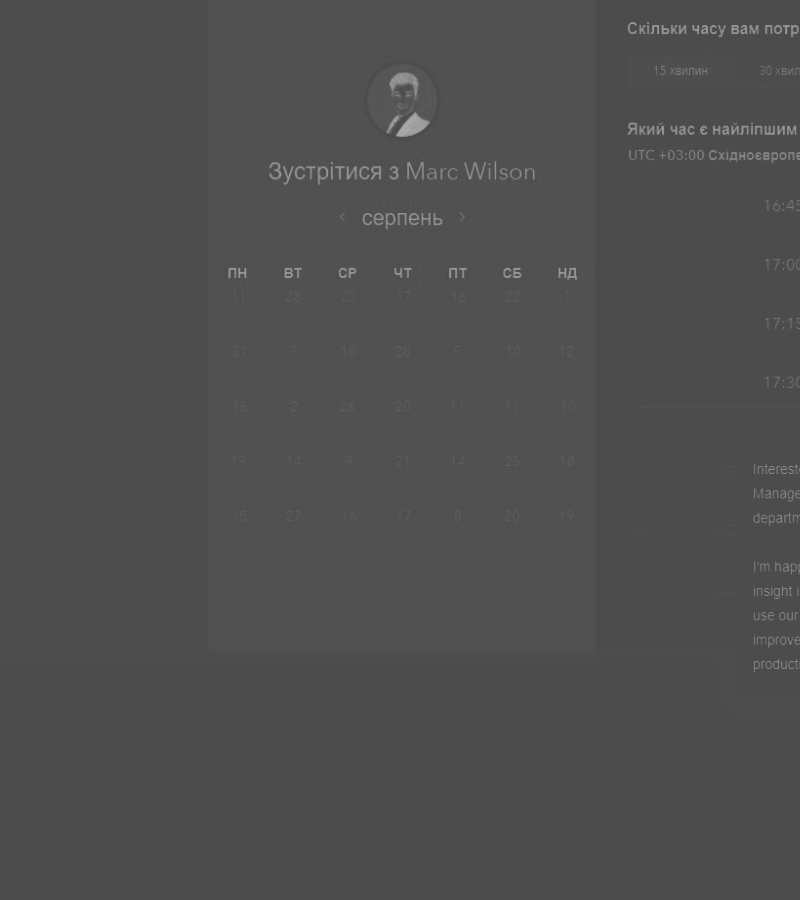 Зустрітися з Marc Wilson
серпень
ПН ВТ СР ЧТ ПТ СБ НД
11 28 23 17 16 22 1
31 7 18 28 5 10 12
16 2 26 20 11 11 10
19 14 9 21 14 25 18
15 27 16 17 8 20 19
Скільки часу вам потр
15 хвилин 30 хвил
Який час є найліпшим
UTC +03:00 Східноєвропе
16:45
17:00
17:15
17:30
Intereste
Manage
departm
I'm happ
insight i
use our
improve
producti